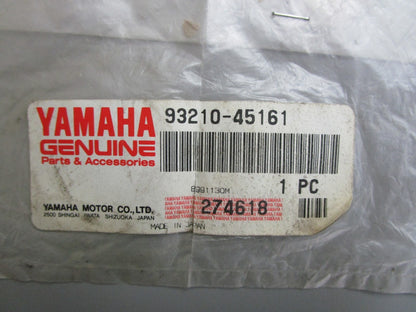 YAMAHA
GENUINE
Parts & Accessories
93210-45161
1 PC
274618
YAMAHA MOTOR CO., LTD.
2500 SHINGAI IWATA SHIZUOKA JAPAN
MADE IN JAPAN